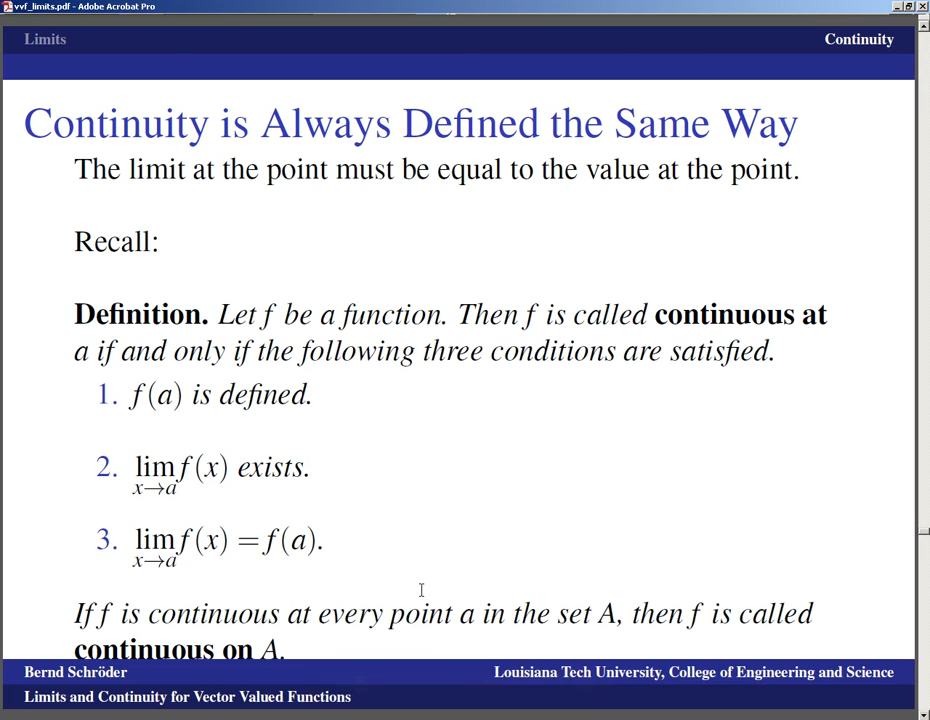 vvf_limits.pdf - Adobe Acrobat Pro
Limits Continuity
Continuity is Always Defined the Same Way
The limit at the point must be equal to the value at the point.
Recall:
Definition. Let f be a function. Then f is called continuous at
a if and only if the following three conditions are satisfied.
1. f(a) is defined.
2. lim f(x) exists.
x→a
3. lim f(x) = f(a).
x→a
If f is continuous at every point a in the set A, then f is called
continuous on A.
Bernd Schröder Louisiana Tech University, College of Engineering and Science
Limits and Continuity for Vector Valued Functions